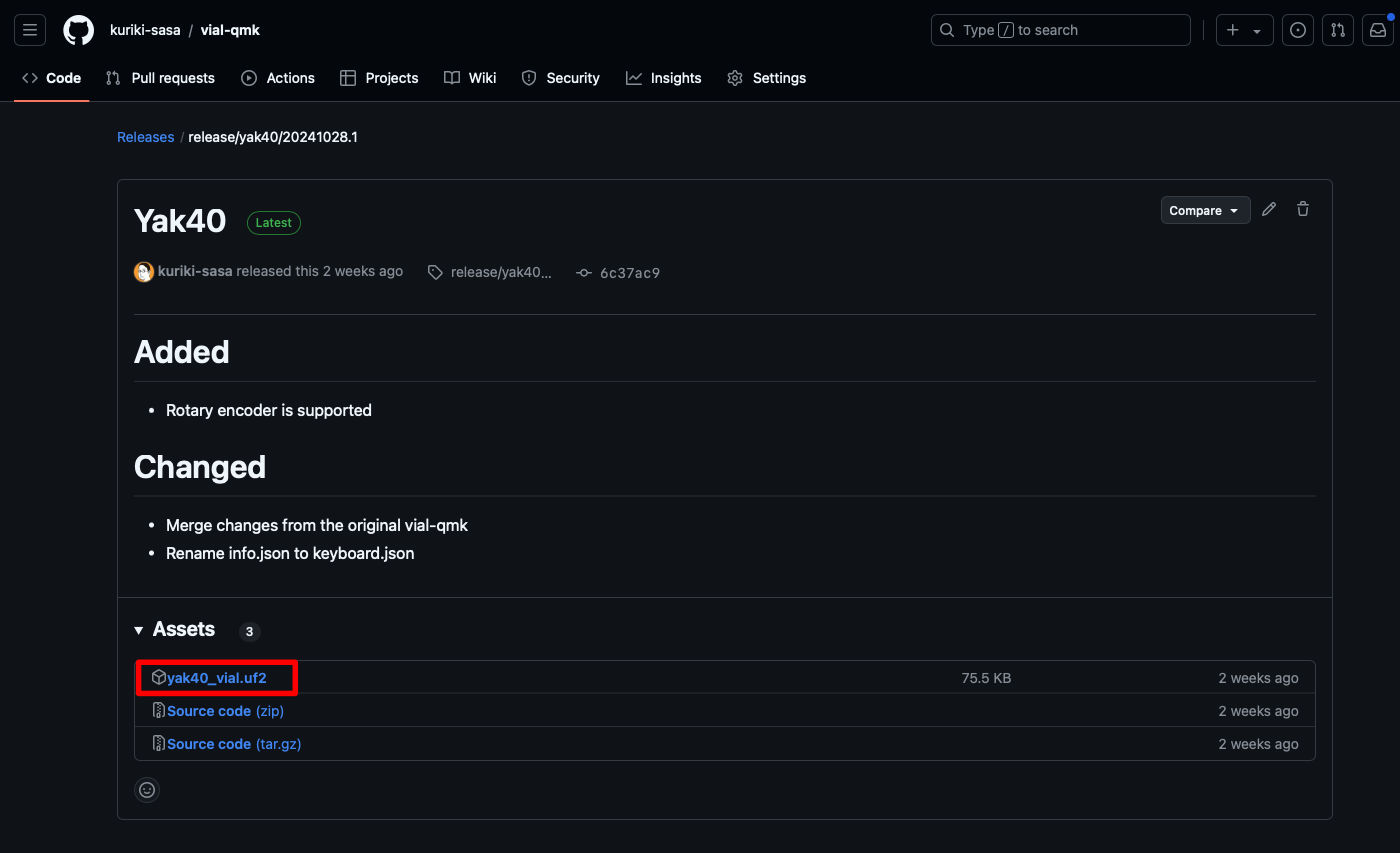 kuriki-sasa / vial-qmk
Type / to search
Code Pull requests Actions Projects Wiki Security Insights Settings
Releases / release/yak40/20241028.1
Yak40 Latest
Compare
kuriki-sasa released this 2 weeks ago release/yak40... 6c37ac9
Added
• Rotary encoder is supported
Changed
• Merge changes from the original vial-qmk
• Rename info.json to keyboard.json
Assets 3
yak40_vial.uf2 75.5 KB 2 weeks ago
Source code (zip) 2 weeks ago
Source code (tar.gz) 2 weeks ago